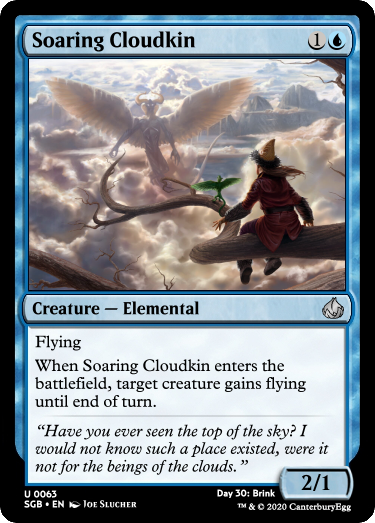 Soaring Cloudkin 1
Creature — Elemental
Flying
When Soaring Cloudkin enters the
battlefield, target creature gains flying
until end of turn.
“Have you ever seen the top of the sky? I
would not know such a place existed, were it
not for the beings of the clouds.”
2/1
U 0063
SGB • EN Joe Slucher
Day 30: Brink
™ & © 2020 CanterburyEgg